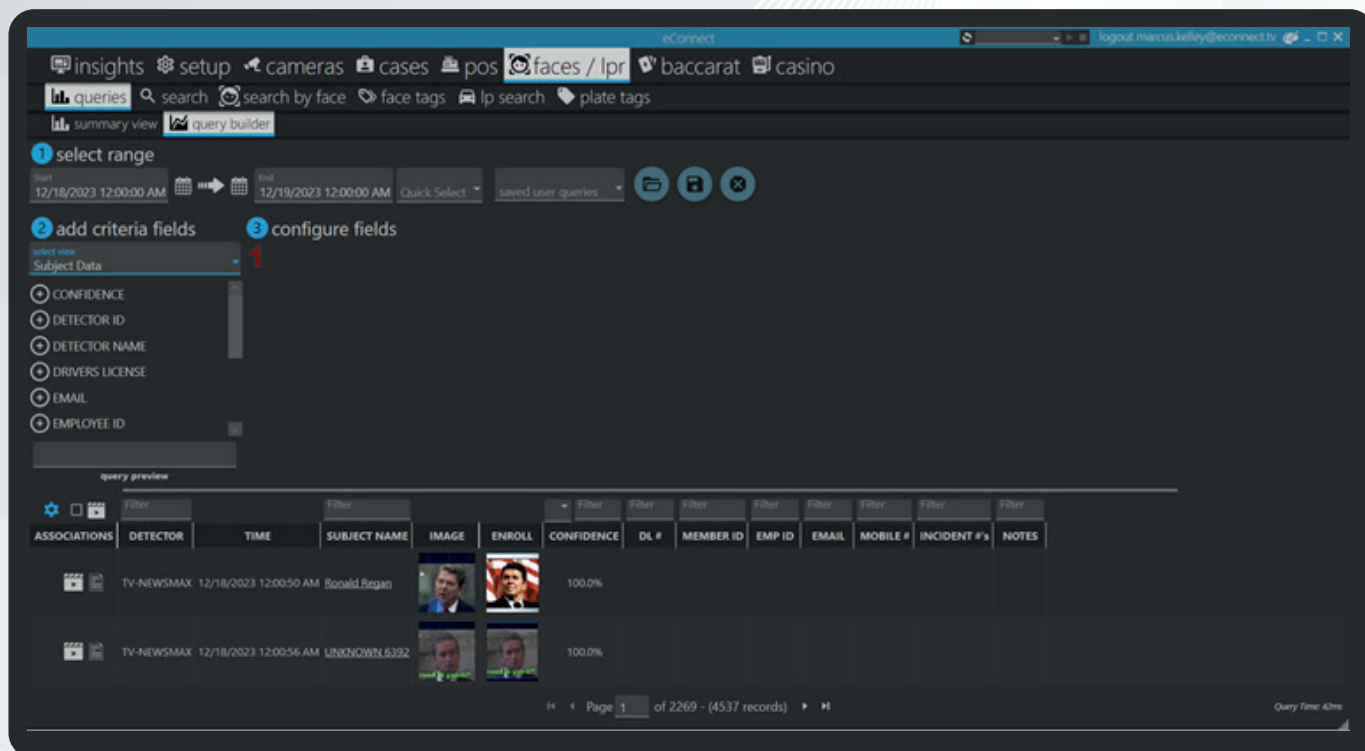 eConnect
logout marcus.kelley@econnect.tv
insights setup cameras cases pos faces / lpr baccarat casino
queries search search by face face tags lp search plate tags
summary view query builder
1 select range
Start
12/18/2023 12:00:00 AM
End
12/19/2023 12:00:00 AM
Quick Select
saved user queries
2 add criteria fields
3 configure fields
select view
Subject Data
1
CONFIDENCE
DETECTOR ID
DETECTOR NAME
DRIVERS LICENSE
EMAIL
EMPLOYEE ID
query preview
Filter Filter Filter Filter Filter Filter Filter Filter Filter Filter
ASSOCIATIONS DETECTOR TIME SUBJECT NAME IMAGE ENROLL CONFIDENCE DL # MEMBER ID EMP ID EMAIL MOBILE # INCIDENT #'s NOTES
TV-NEWSMAX 12/18/2023 12:00:50 AM Ronald Regan 100.0%
TV-NEWSMAX 12/18/2023 12:00:56 AM UNKNOWN 6392 100.0%
Page 1 of 2269 - (4537 records)
Query Time: 42ms